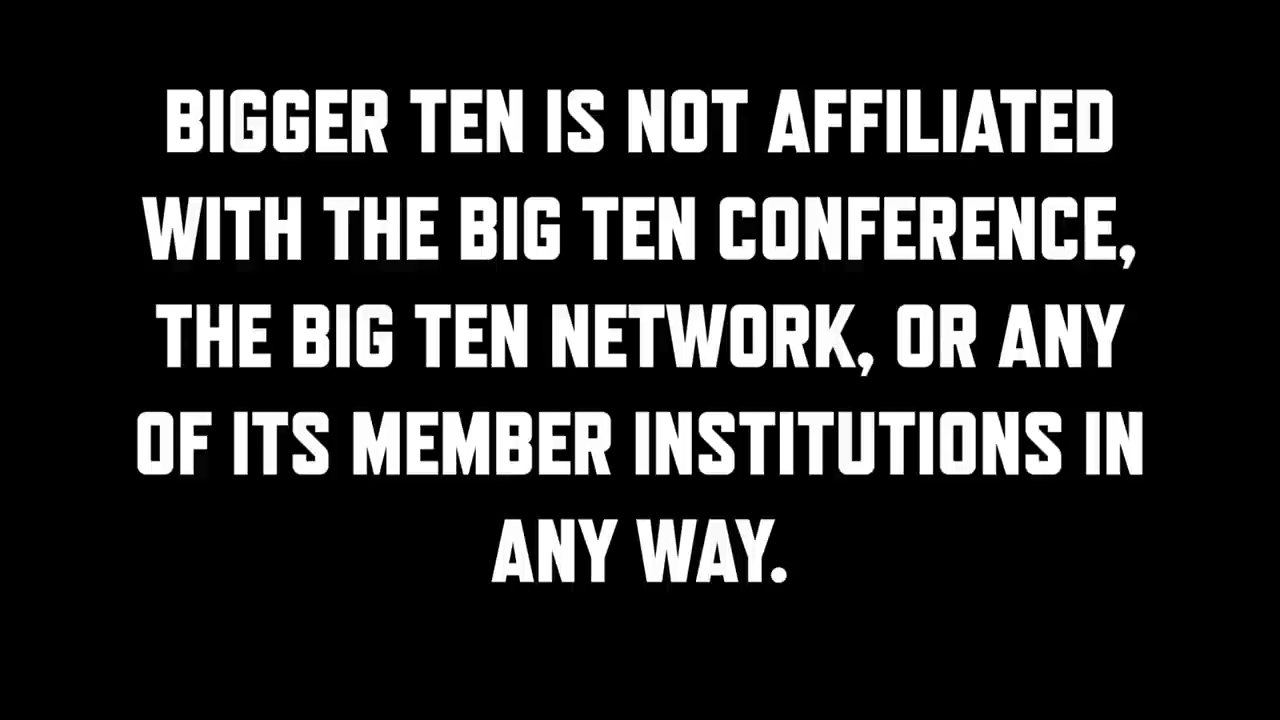 BIGGER TEN IS NOT AFFILIATED
WITH THE BIG TEN CONFERENCE,
THE BIG TEN NETWORK, OR ANY
OF ITS MEMBER INSTITUTIONS IN
ANY WAY.